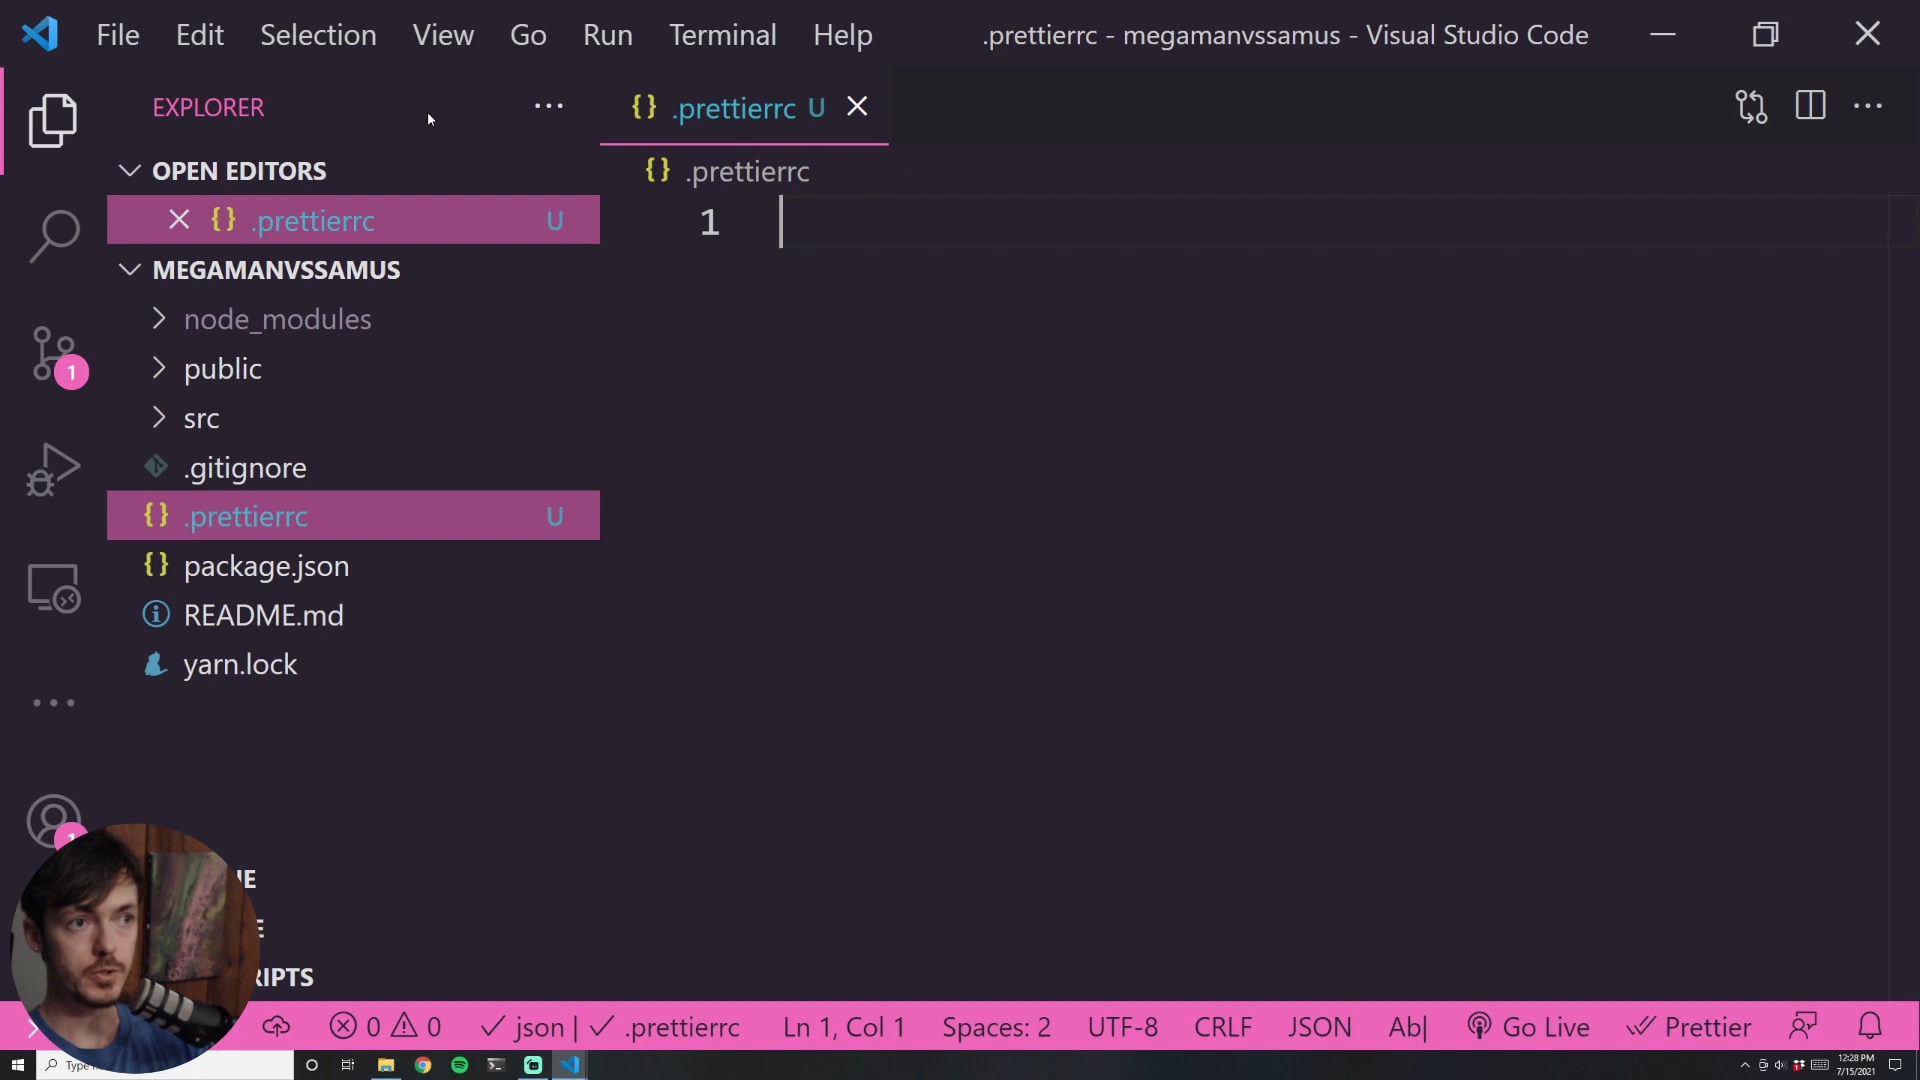 File Edit Selection View Go Run Terminal Help .prettierrc - megamanvssamus - Visual Studio Code
EXPLORER
.prettierrc U
OPEN EDITORS
.prettierrc
.prettierrc U
1
MEGAMANVSSAMUS
node_modules
public
1
src
.gitignore
.prettierrc U
package.json
README.md
yarn.lock
RIPTS
0 0 json | .prettierrc Ln 1, Col 1 Spaces: 2 UTF-8 CRLF JSON Ab| Go Live Prettier
Type
12:28 PM
7/15/2021